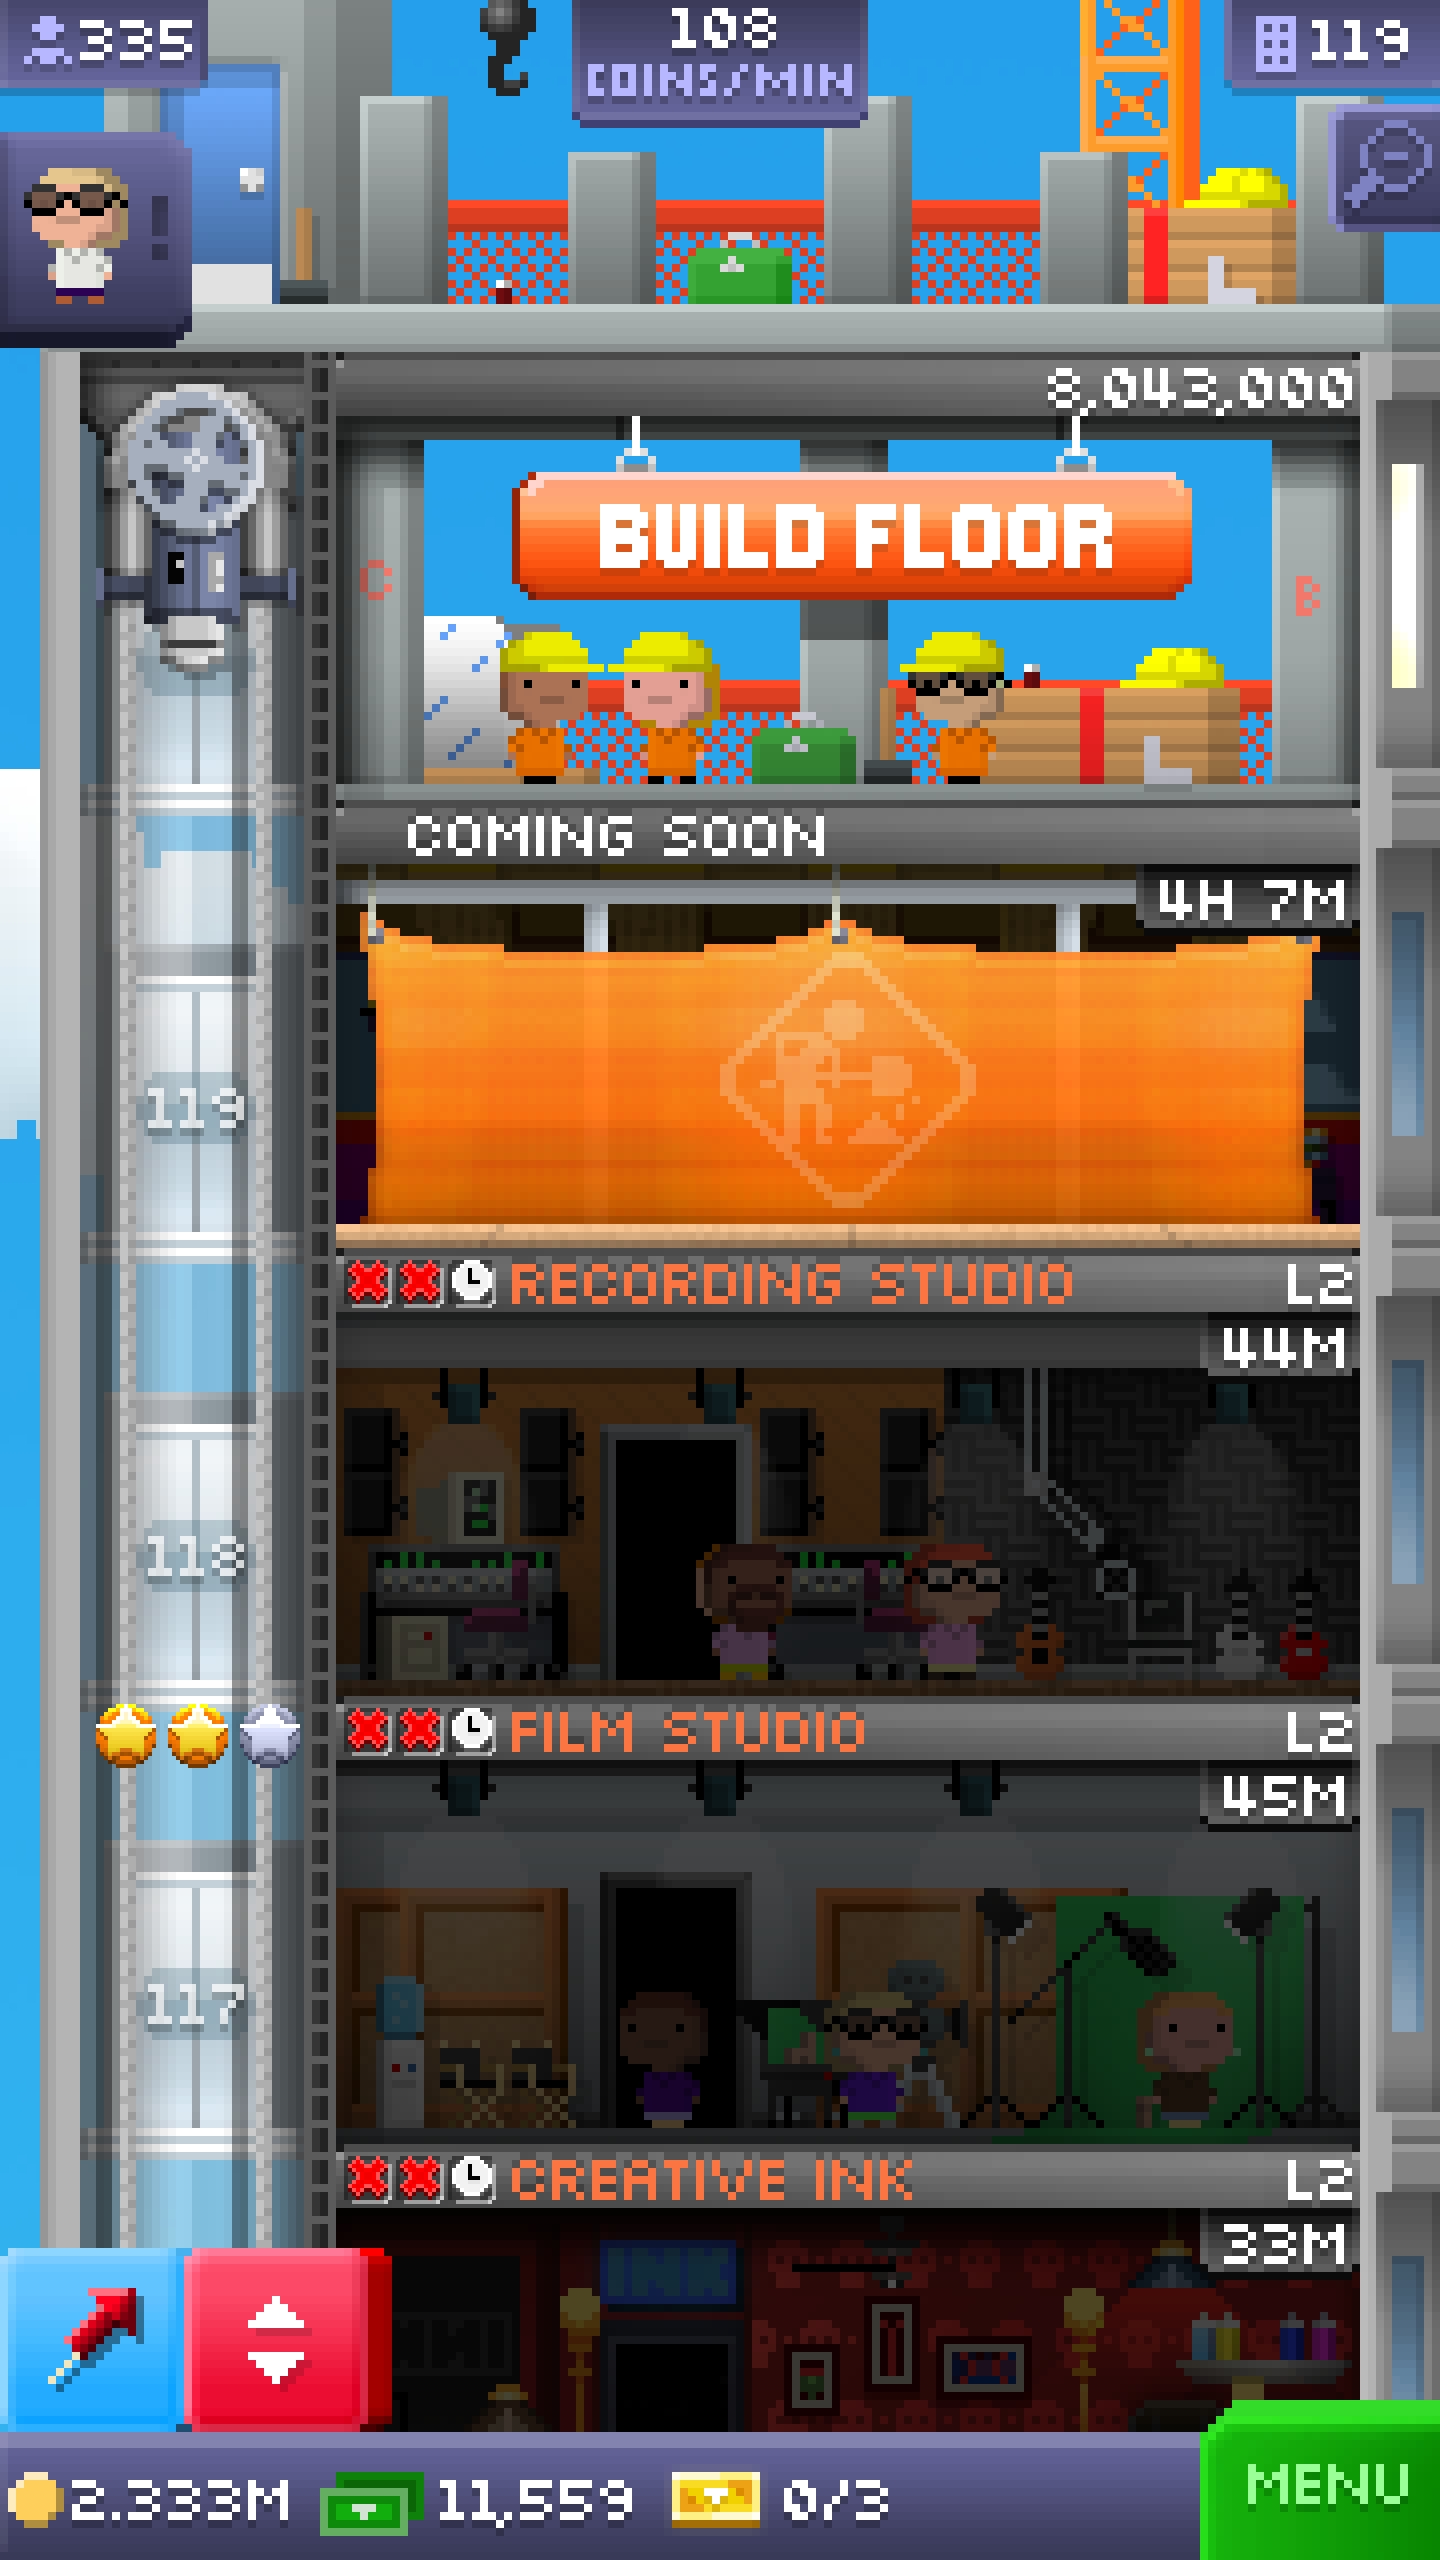 335
108
COINS/MIN
119
8,043,000
BUILD FLOOR
C
B
COMING SOON
4H 7M
119
RECORDING STUDIO L2
44M
118
FILM STUDIO L2
45M
117
CREATIVE INK L2
33M
INK
2.333M 11,559 0/3
MENU